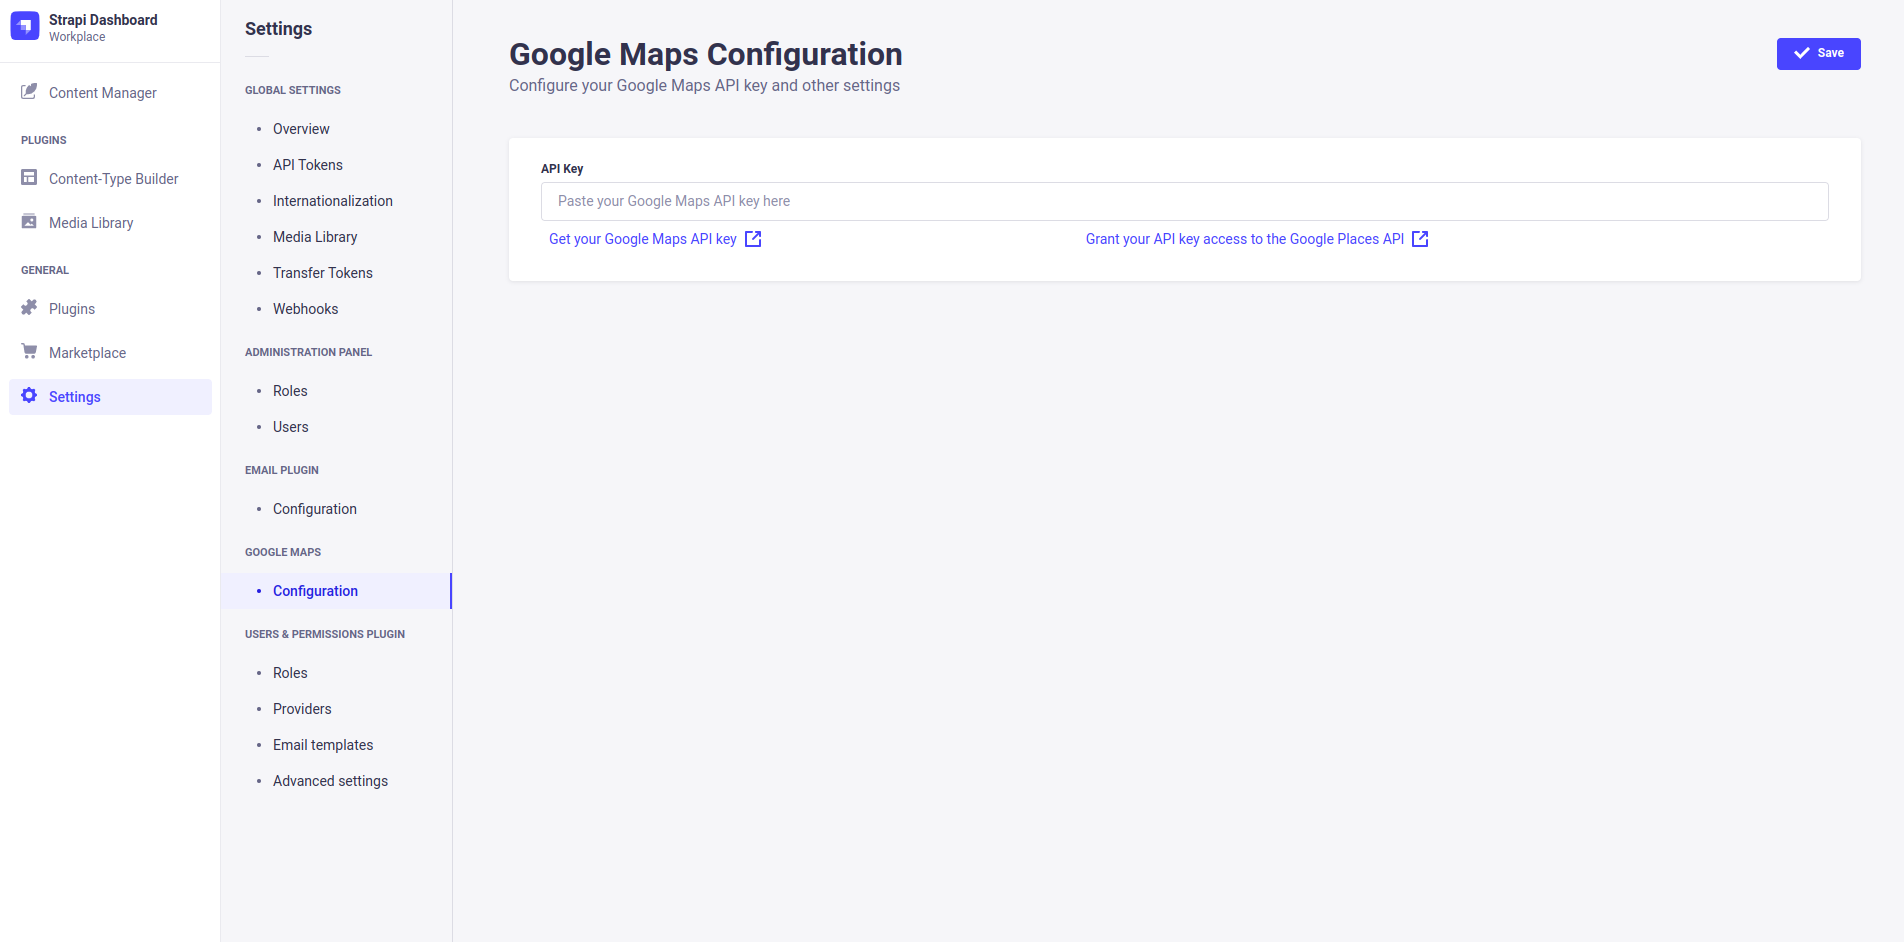 Strapi Dashboard
Workplace
Content Manager
PLUGINS
Content-Type Builder
Media Library
GENERAL
Plugins
Marketplace
Settings
Settings
GLOBAL SETTINGS
Overview
API Tokens
Internationalization
Media Library
Transfer Tokens
Webhooks
ADMINISTRATION PANEL
Roles
Users
EMAIL PLUGIN
Configuration
GOOGLE MAPS
Configuration
USERS & PERMISSIONS PLUGIN
Roles
Providers
Email templates
Advanced settings
Google Maps Configuration
Configure your Google Maps API key and other settings
Save
API Key
Paste your Google Maps API key here
Get your Google Maps API key
Grant your API key access to the Google Places API